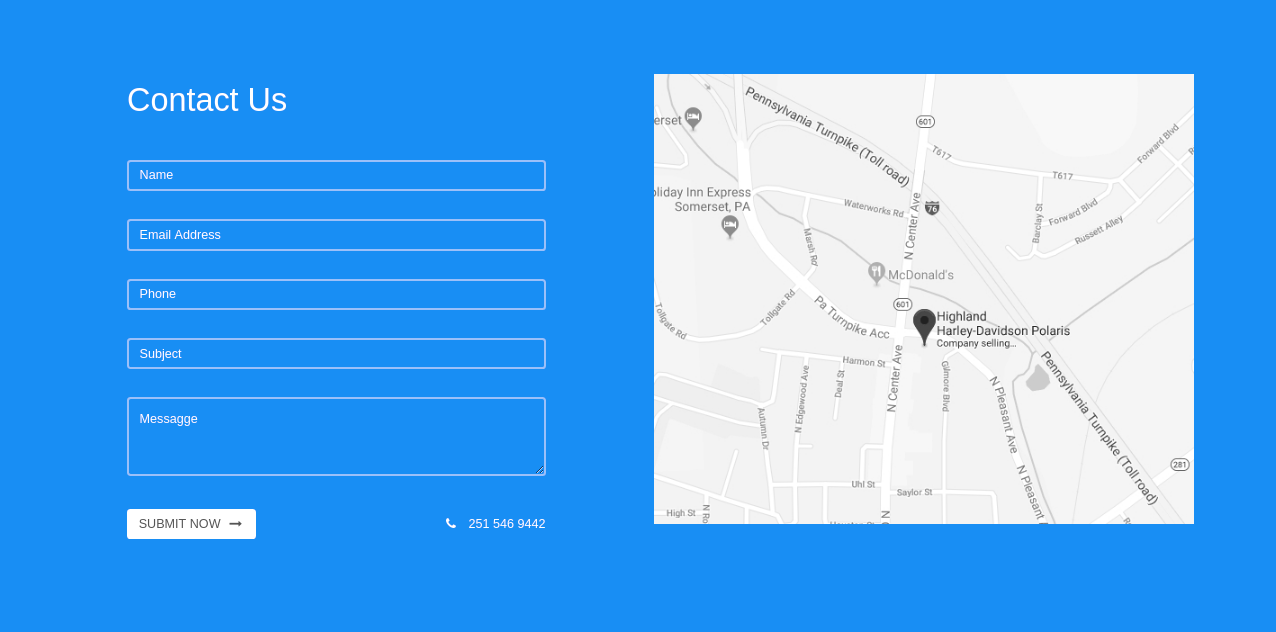 Contact Us
Name
Email Address
Phone
Subject
Messagge
SUBMIT NOW
251 546 9442
Pennsylvania Turnpike (Toll road)
erset
601
T617
T617
Forward Blvd
oliday Inn Express
Somerset, PA
Waterworks Rd
76
N Center Ave
Barclay St
Forward Blvd
Russett Alley
Marsh Rd
McDonald's
Tollgate Rd
Tollgate Rd
Pa Turnpike Acc
601
Highland
Harley-Davidson Polaris
Company selling...
Harmon St
Deal St
N Center Ave
Gilmore Blvd
N Edgewood Ave
Autumn Dr
N Pleasant Ave
Pennsylvania Turnpike (Toll road)
281
Uhl St
Saylor St
N Pleasant
High St
N Ro